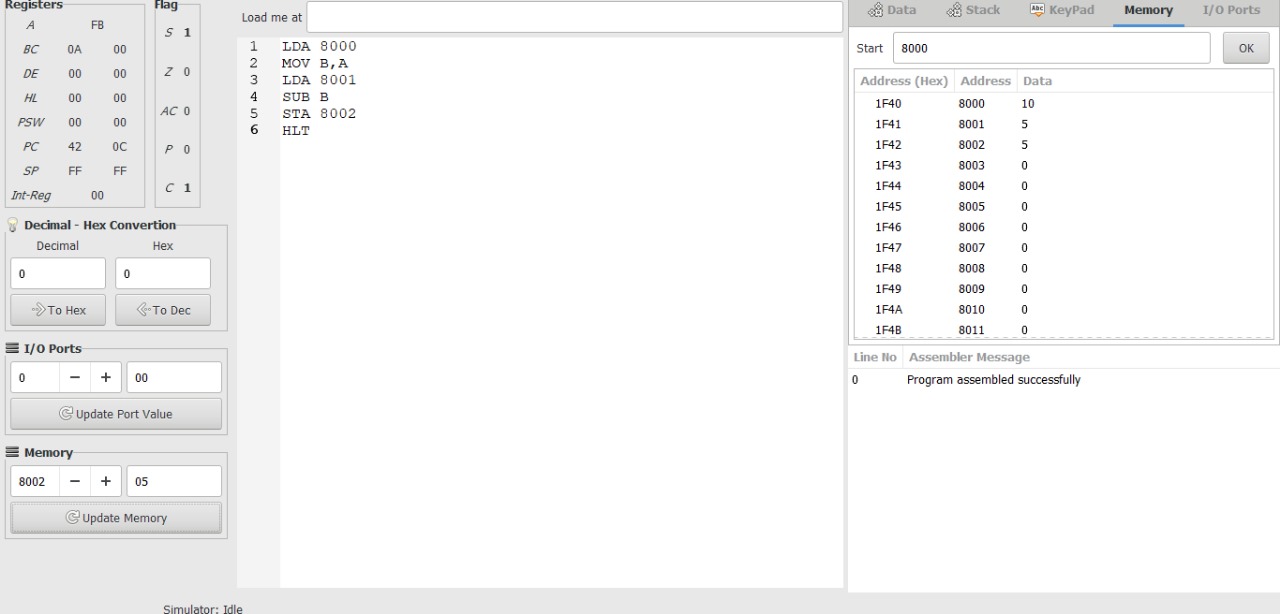 Registers
A FB
BC 0A 00
DE 00 00
HL 00 00
PSW 00 00
PC 42 0C
SP FF FF
Int-Reg 00
Flag
S 1
Z 0
AC 0
P 0
C 1
Decimal - Hex Convertion
Decimal Hex
0 0
To Hex To Dec
I/O Ports
0 − + 00
Update Port Value
Memory
8002 − + 05
Update Memory
Load me at
1 LDA 8000
2 MOV B,A
3 LDA 8001
4 SUB B
5 STA 8002
6 HLT
Data Stack Abc KeyPad Memory I/O Ports
Start 8000 OK
Address (Hex) Address Data
1F40 8000 10
1F41 8001 5
1F42 8002 5
1F43 8003 0
1F44 8004 0
1F45 8005 0
1F46 8006 0
1F47 8007 0
1F48 8008 0
1F49 8009 0
1F4A 8010 0
1F4B 8011 0
Line No Assembler Message
0 Program assembled successfully
Simulator: Idle